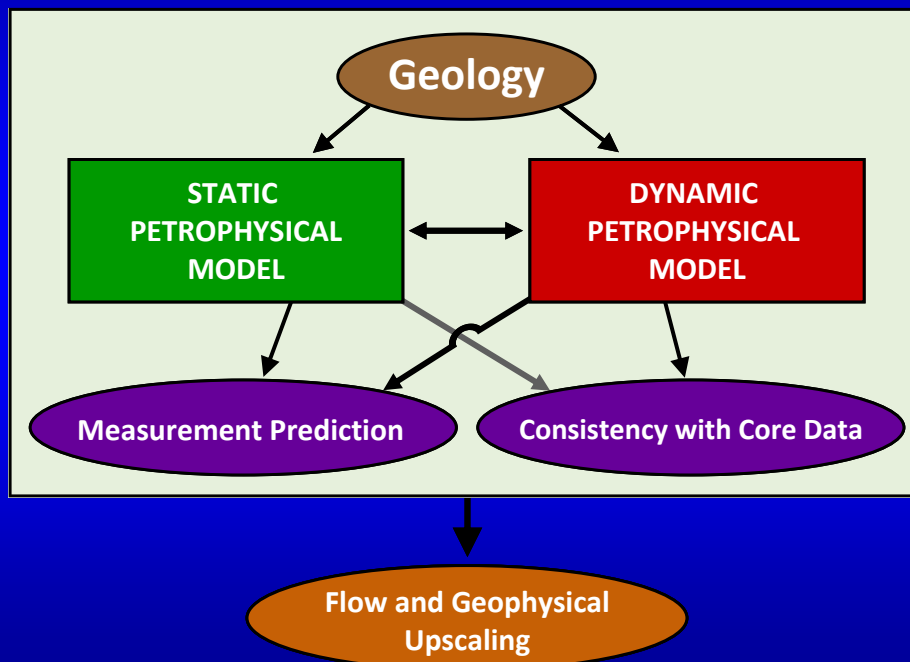 Geology
STATIC
PETROPHYSICAL
MODEL
DYNAMIC
PETROPHYSICAL
MODEL
Measurement Prediction
Consistency with Core Data
Flow and Geophysical
Upscaling